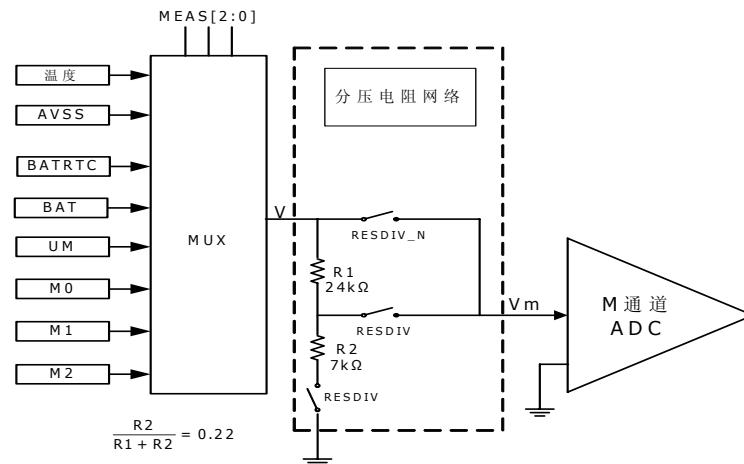 MEAS[2:0]
温度
AVSS
BATRTC
BAT
UM
M0
M1
M2
MUX
V
分压电阻网络
RESDIV_N
R1
24kΩ
RESDIV
R2
7kΩ
RESDIV
Vm
M通道
ADC
R2
R1+R2
= 0.22